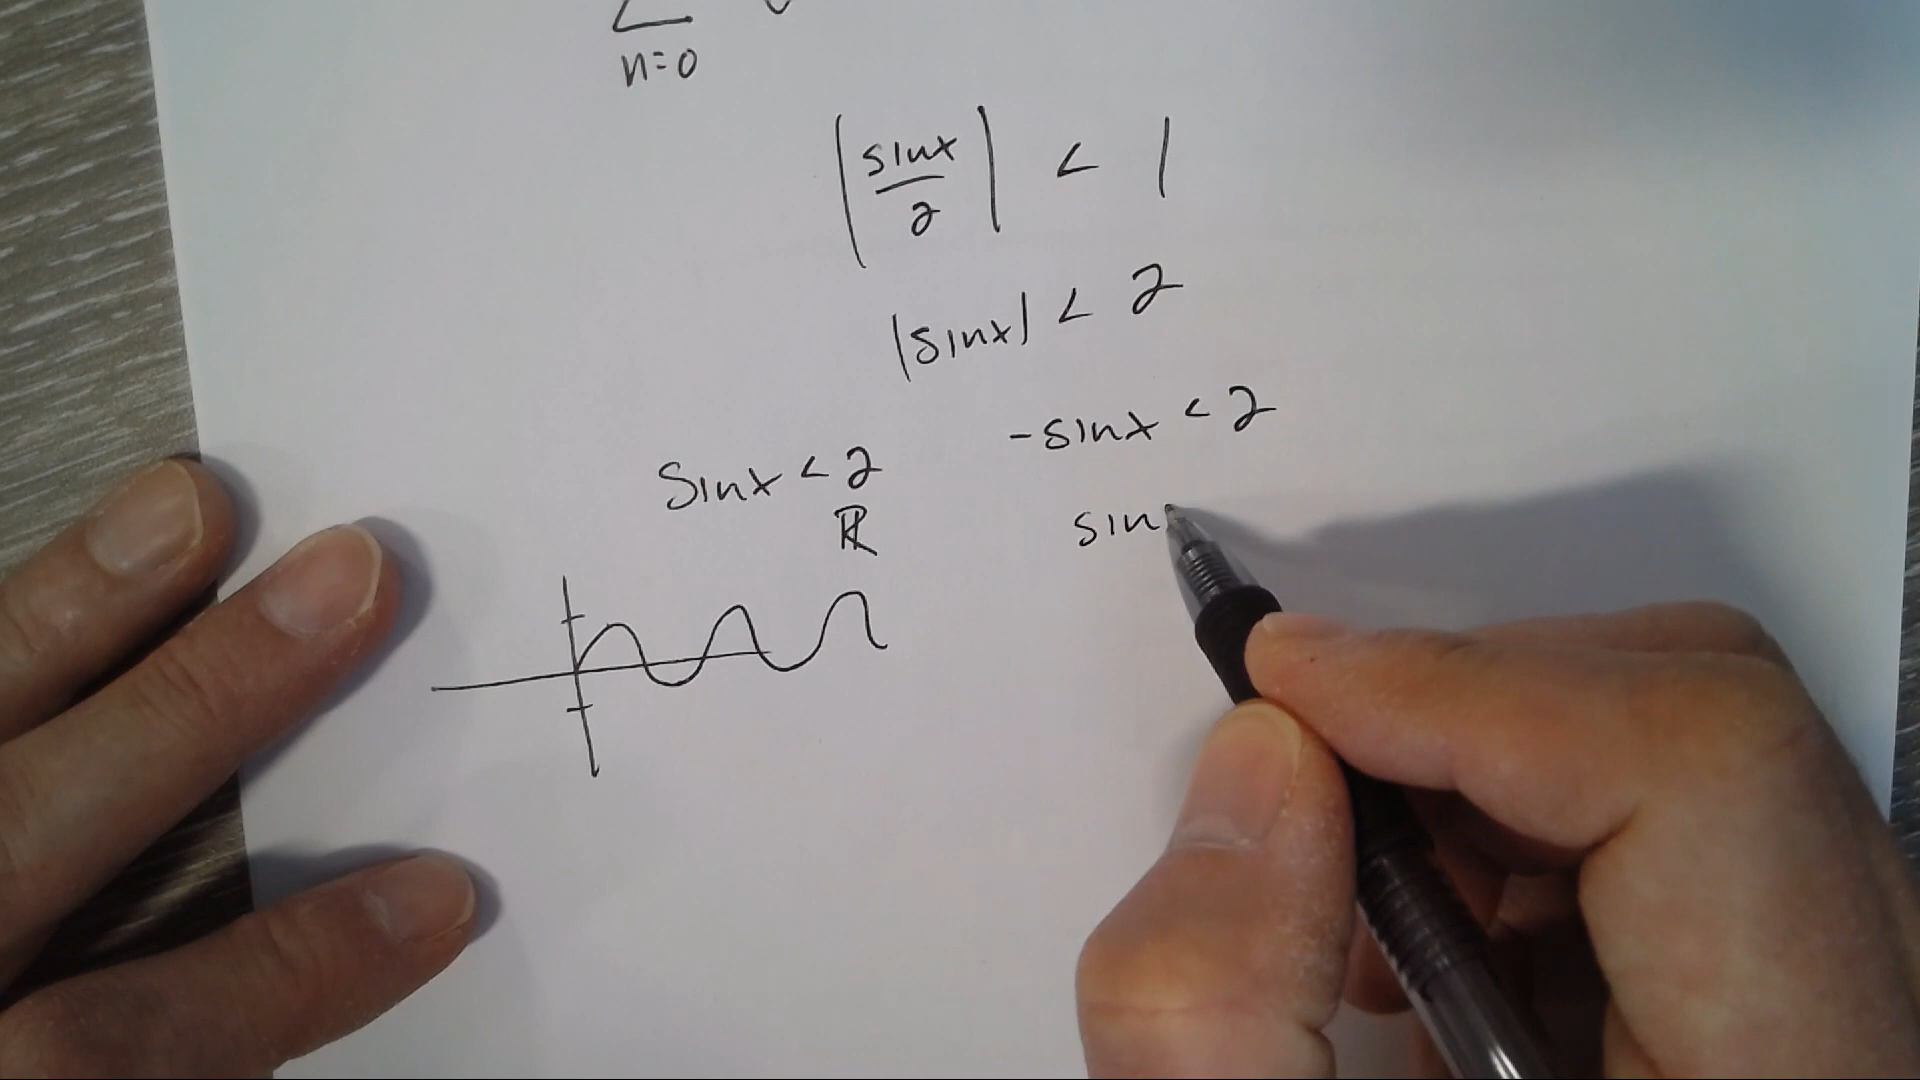 Σ
n=0
|sinx/2| < 1
|sinx| < 2
-sinx < 2
Sinx < 2
ℝ
sin